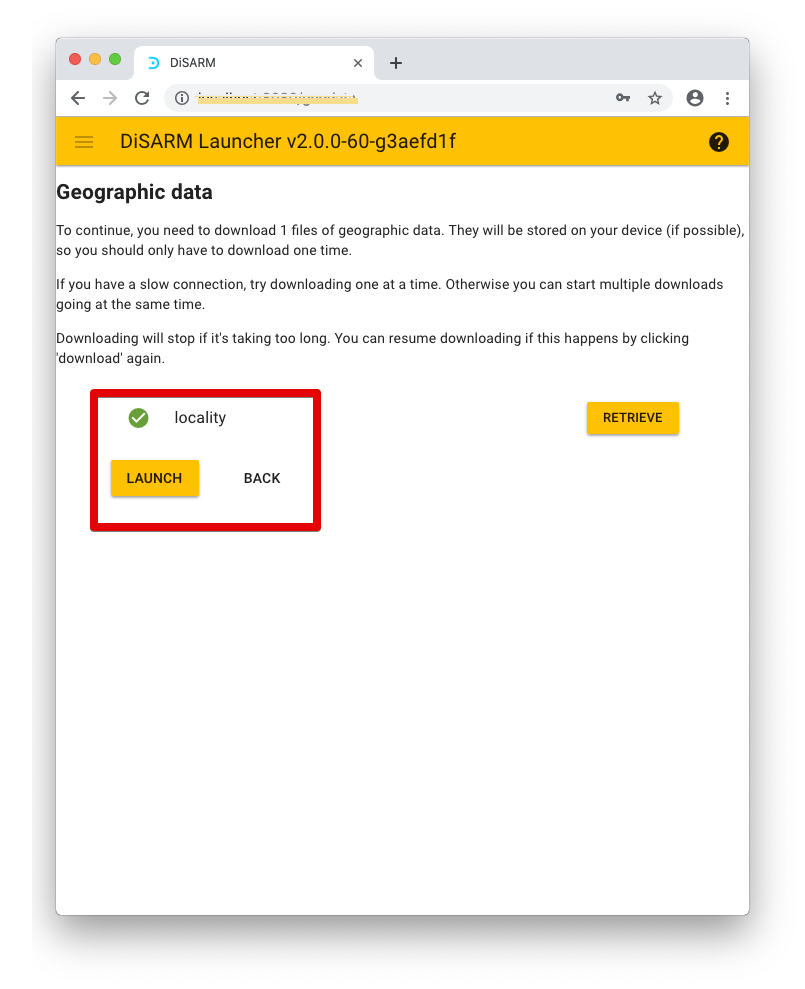 DiSARM
DiSARM Launcher v2.0.0-60-g3aefd1f
Geographic data
To continue, you need to download 1 files of geographic data. They will be stored on your device (if possible),
so you should only have to download one time.
If you have a slow connection, try downloading one at a time. Otherwise you can start multiple downloads
going at the same time.
Downloading will stop if it's taking too long. You can resume downloading if this happens by clicking
'download' again.
locality
RETRIEVE
LAUNCH
BACK